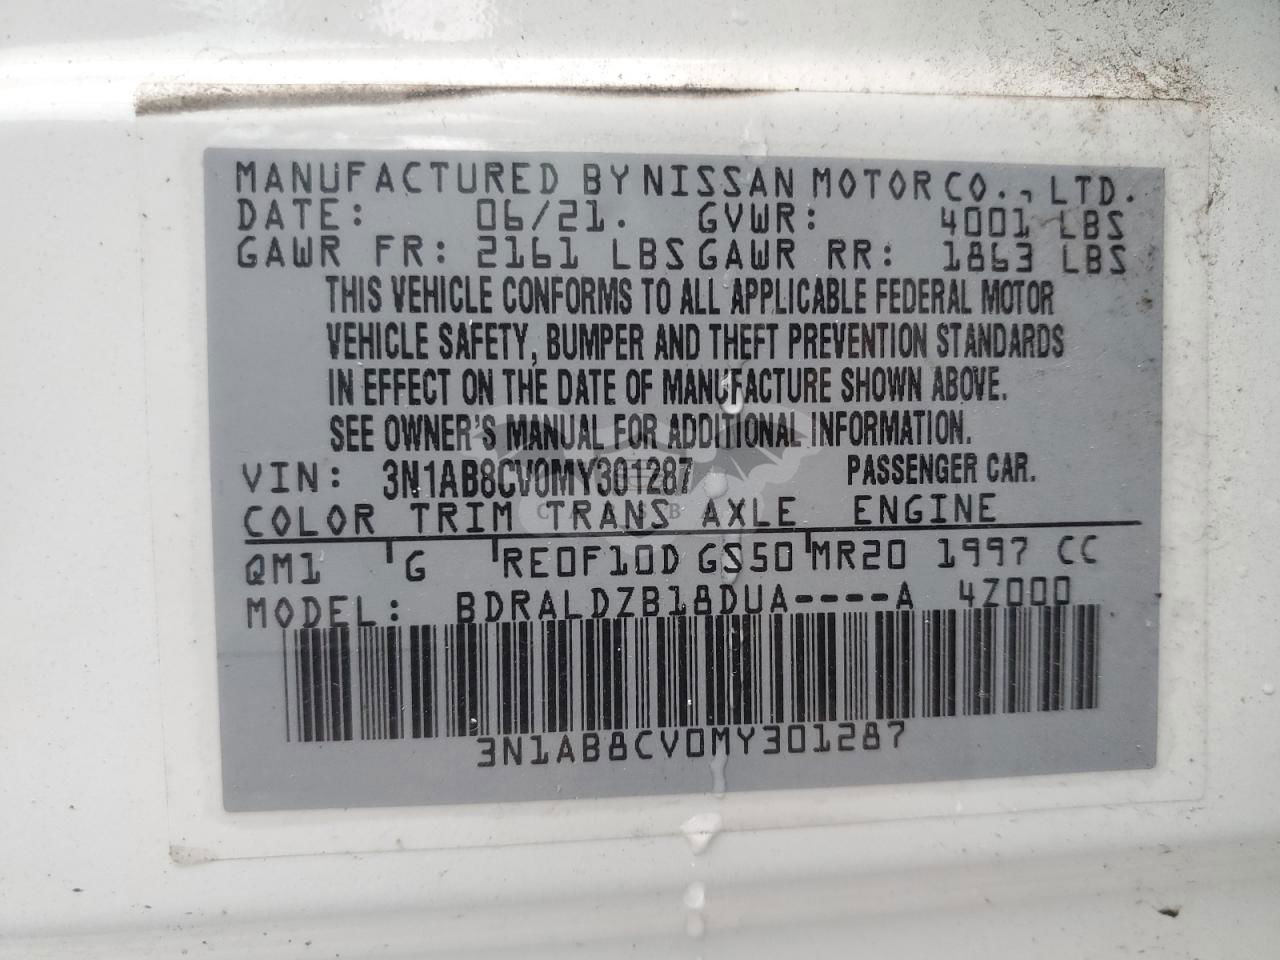 MANUFACTURED BY NISSAN MOTOR CO., LTD.
DATE: 06/21. GVWR: 4001 LBS
GAWR FR: 2161 LBS GAWR RR: 1863 LBS
THIS VEHICLE CONFORMS TO ALL APPLICABLE FEDERAL MOTOR
VEHICLE SAFETY, BUMPER AND THEFT PREVENTION STANDARDS
IN EFFECT ON THE DATE OF MANUFACTURE SHOWN ABOVE.
SEE OWNER'S MANUAL FOR ADDITIONAL INFORMATION.
VIN: 3N1AB8CV0MY301287 PASSENGER CAR.
COLOR TRIM TRANS AXLE ENGINE
QM1 G RE0F10D GS50 MR20 1997 CC
MODEL: BDRALDZB18DUA----A 4Z000
3N1AB8CV0MY301287